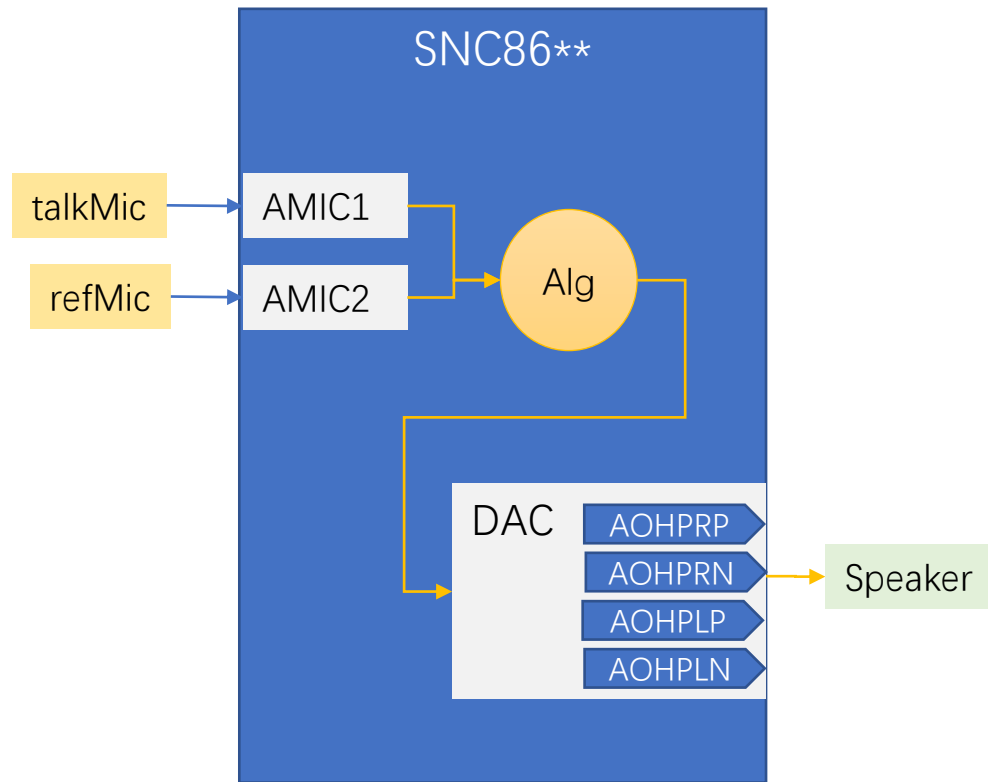 SNC86**
talkMic
AMIC1
refMic
AMIC2
Alg
DAC
AOHPRP
AOHPRN
AOHPLP
AOHPLN
Speaker